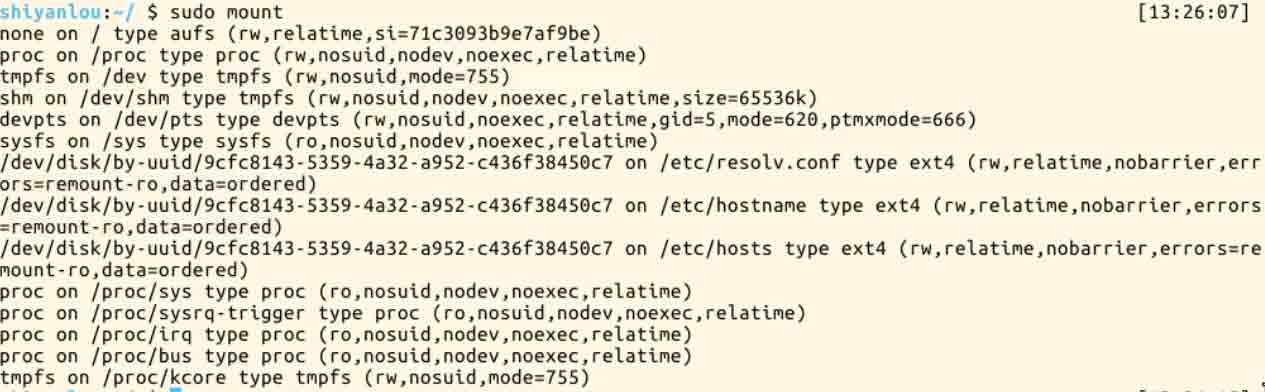 shiyanlou:~/ $ sudo mount [13:26:07]
none on / type aufs (rw,relatime,si=71c3093b9e7af9be)
proc on /proc type proc (rw,nosuid,nodev,noexec,relatime)
tmpfs on /dev type tmpfs (rw,nosuid,mode=755)
shm on /dev/shm type tmpfs (rw,nosuid,nodev,noexec,relatime,size=65536k)
devpts on /dev/pts type devpts (rw,nosuid,noexec,relatime,gid=5,mode=620,ptmxmode=666)
sysfs on /sys type sysfs (ro,nosuid,nodev,noexec,relatime)
/dev/disk/by-uuid/9cfc8143-5359-4a32-a952-c436f38450c7 on /etc/resolv.conf type ext4 (rw,relatime,nobarrier,err
ors=remount-ro,data=ordered)
/dev/disk/by-uuid/9cfc8143-5359-4a32-a952-c436f38450c7 on /etc/hostname type ext4 (rw,relatime,nobarrier,errors
=remount-ro,data=ordered)
/dev/disk/by-uuid/9cfc8143-5359-4a32-a952-c436f38450c7 on /etc/hosts type ext4 (rw,relatime,nobarrier,errors=re
mount-ro,data=ordered)
proc on /proc/sys type proc (ro,nosuid,nodev,noexec,relatime)
proc on /proc/sysrq-trigger type proc (ro,nosuid,nodev,noexec,relatime)
proc on /proc/irq type proc (ro,nosuid,nodev,noexec,relatime)
proc on /proc/bus type proc (ro,nosuid,nodev,noexec,relatime)
tmpfs on /proc/kcore type tmpfs (rw,nosuid,mode=755)